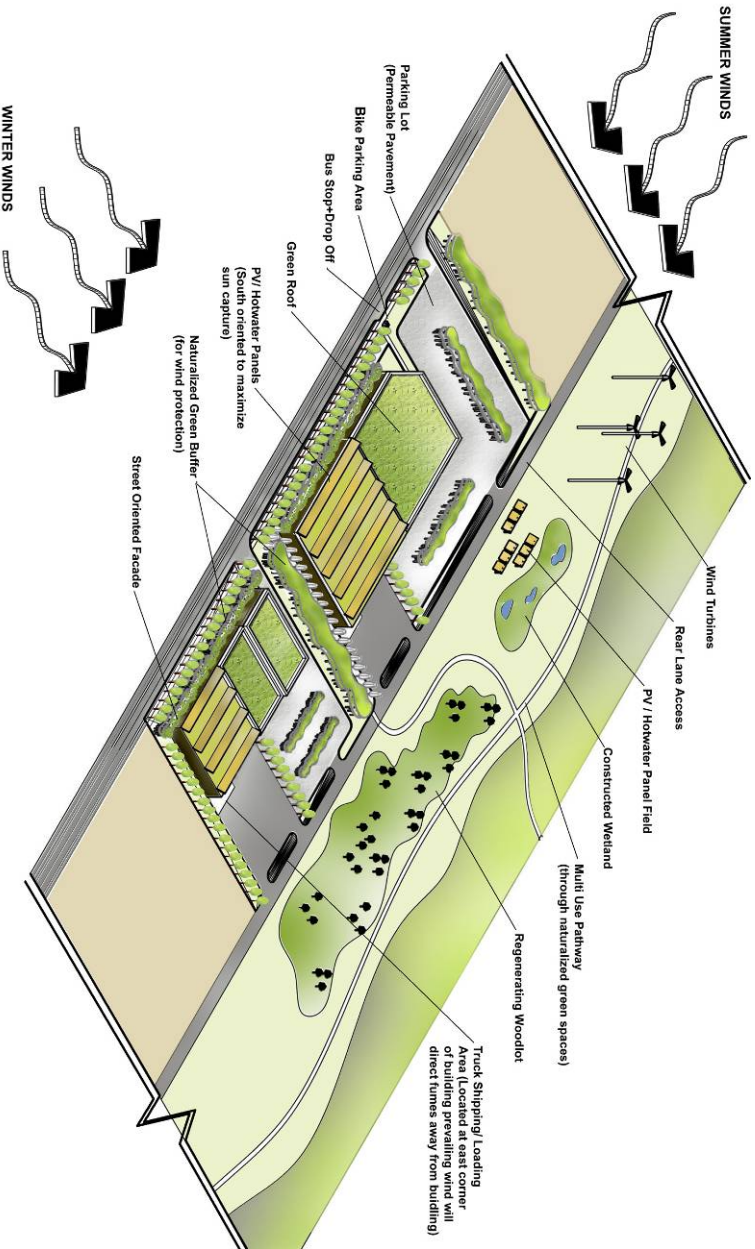 SUMMER WINDS
WINTER WINDS
Parking Lot
(Permeable Pavement)
Bike Parking Area
Bus Stop+Drop Off
Green Roof
PV/ Hotwater Panels
(South oriented to maximize
sun capture)
Naturalized Green Buffer
(for wind protection)
Street Oriented Facade
Wind Turbines
Rear Lane Access
PV / Hotwater Panel Field
Constructed Wetland
Multi Use Pathway
(through naturalized green spaces)
Regenerating Woodlot
Truck Shipping/ Loading
Area (Located at east corner
of building prevailing wind will
direct fumes away from buidling)